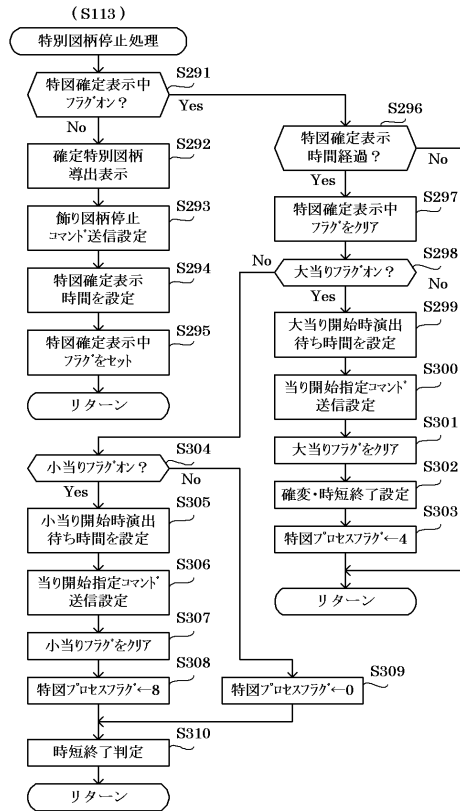 (S113)
特別図柄停止処理
S291
特図確定表示中
フラグオン?
Yes
No
S292
確定特別図柄
導出表示
S293
飾り図柄停止
コマンド送信設定
S294
特図確定表示
時間を設定
S295
特図確定表示中
フラグをセット
リターン
S296
特図確定表示
時間経過?
No
Yes
S297
特図確定表示中
フラグをクリア
S298
大当りフラグオン?
No
No
Yes
S299
大当り開始時演出
待ち時間を設定
S300
当り開始指定コマンド
送信設定
S301
大当りフラグをクリア
S302
確変・時短終了設定
S303
特図プロセスフラグ←4
リターン
S304
小当りフラグオン?
No
Yes
S305
小当り開始時演出
待ち時間を設定
S306
当り開始指定コマンド
送信設定
S307
小当りフラグをクリア
S308
特図プロセスフラグ←8
S309
特図プロセスフラグ←0
S310
時短終了判定
リターン